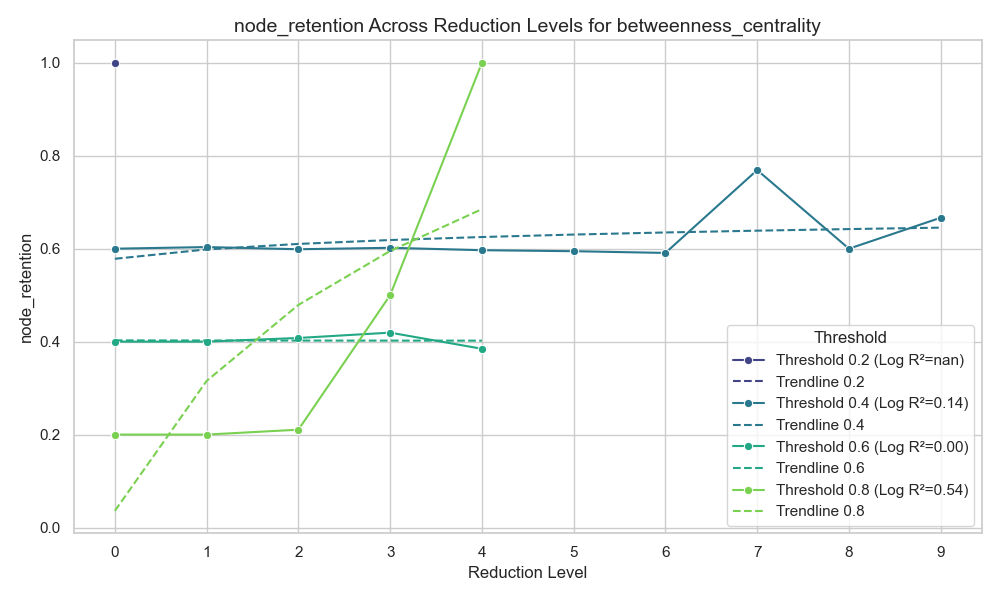 node_retention Across Reduction Levels for betweenness_centrality
1.0
0.8
0.6
0.4
0.2
0.0
node_retention
0 1 2 3 4 5 6 7 8 9
Reduction Level
Threshold
Threshold 0.2 (Log R²=nan)
Trendline 0.2
Threshold 0.4 (Log R²=0.14)
Trendline 0.4
Threshold 0.6 (Log R²=0.00)
Trendline 0.6
Threshold 0.8 (Log R²=0.54)
Trendline 0.8